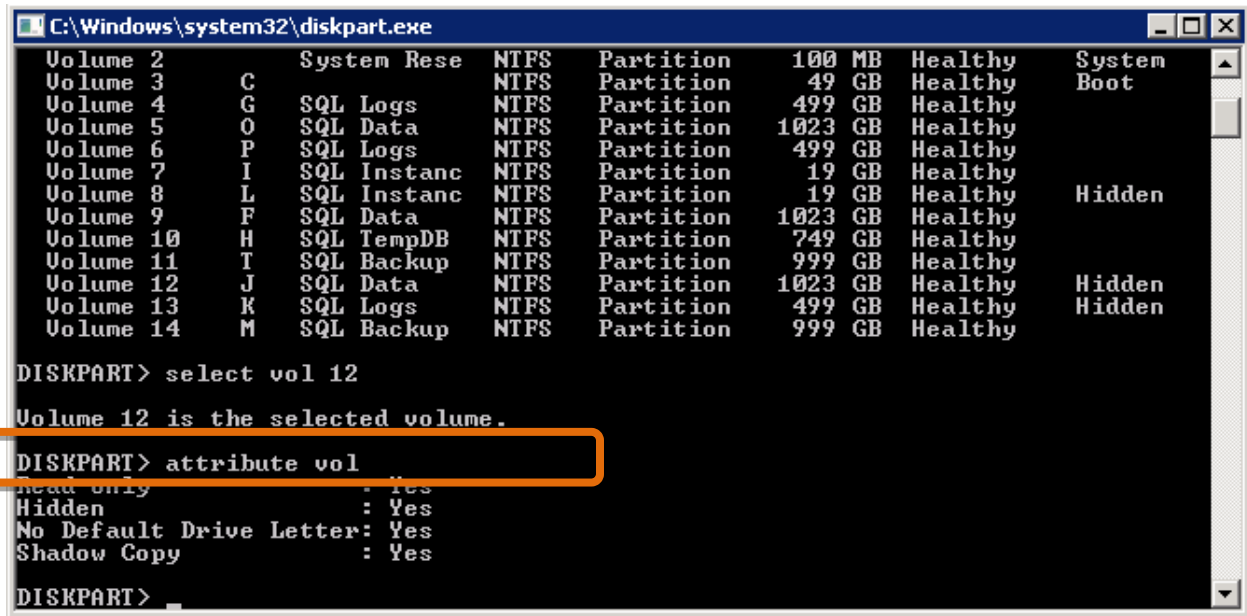 C:\Windows\system32\diskpart.exe
Volume 2 System Rese NTFS Partition 100 MB Healthy System
Volume 3 C NTFS Partition 49 GB Healthy Boot
Volume 4 G SQL Logs NTFS Partition 499 GB Healthy
Volume 5 O SQL Data NTFS Partition 1023 GB Healthy
Volume 6 P SQL Logs NTFS Partition 499 GB Healthy
Volume 7 I SQL Instanc NTFS Partition 19 GB Healthy
Volume 8 L SQL Instanc NTFS Partition 19 GB Healthy Hidden
Volume 9 F SQL Data NTFS Partition 1023 GB Healthy
Volume 10 H SQL TempDB NTFS Partition 749 GB Healthy
Volume 11 T SQL Backup NTFS Partition 999 GB Healthy
Volume 12 J SQL Data NTFS Partition 1023 GB Healthy Hidden
Volume 13 K SQL Logs NTFS Partition 499 GB Healthy Hidden
Volume 14 M SQL Backup NTFS Partition 999 GB Healthy
DISKPART> select vol 12
Volume 12 is the selected volume.
DISKPART> attribute vol
Read-only : Yes
Hidden : Yes
No Default Drive Letter: Yes
Shadow Copy : Yes
DISKPART> _